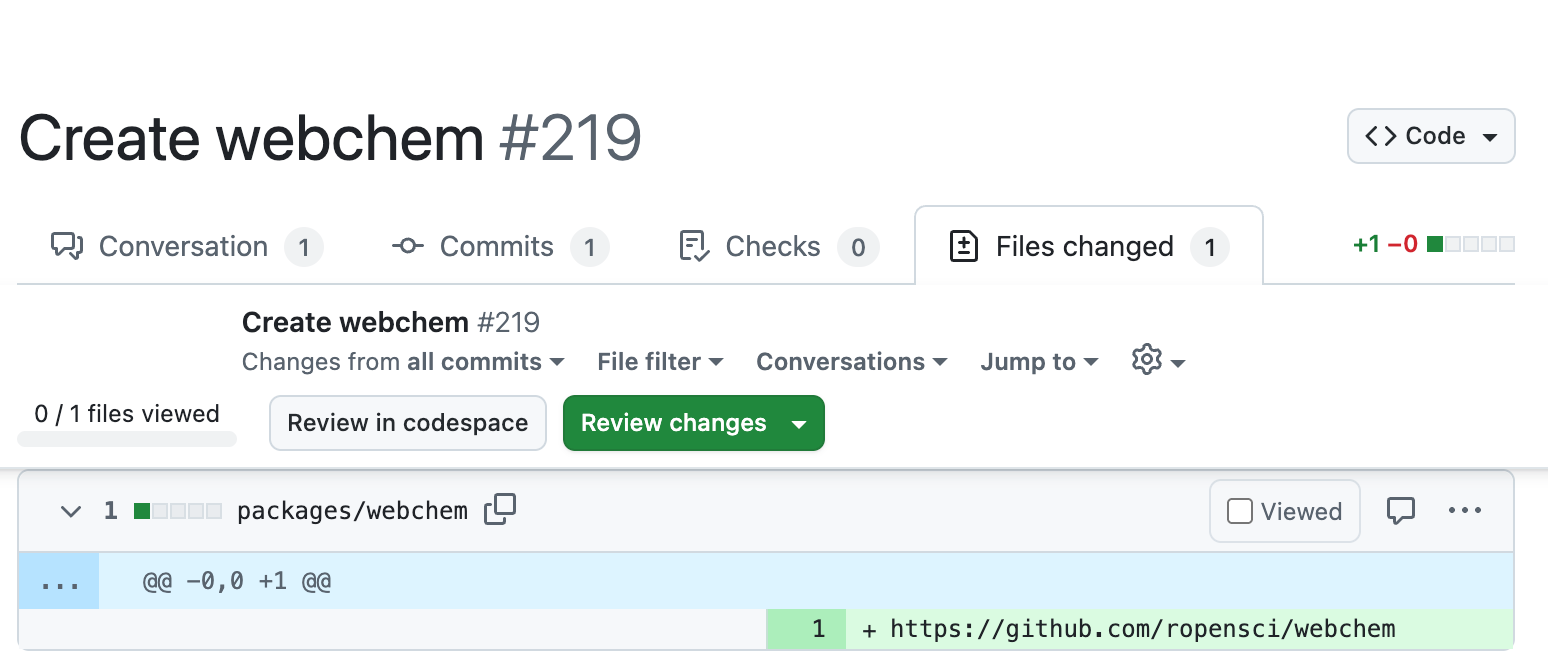 Create webchem #219
Code
Conversation 1
Commits 1
Checks 0
Files changed 1
+1 −0
Create webchem #219
Changes from all commits
File filter
Conversations
Jump to
0 / 1 files viewed
Review in codespace
Review changes
1
packages/webchem
Viewed
...
@@ -0,0 +1 @@
1 + https://github.com/ropensci/webchem